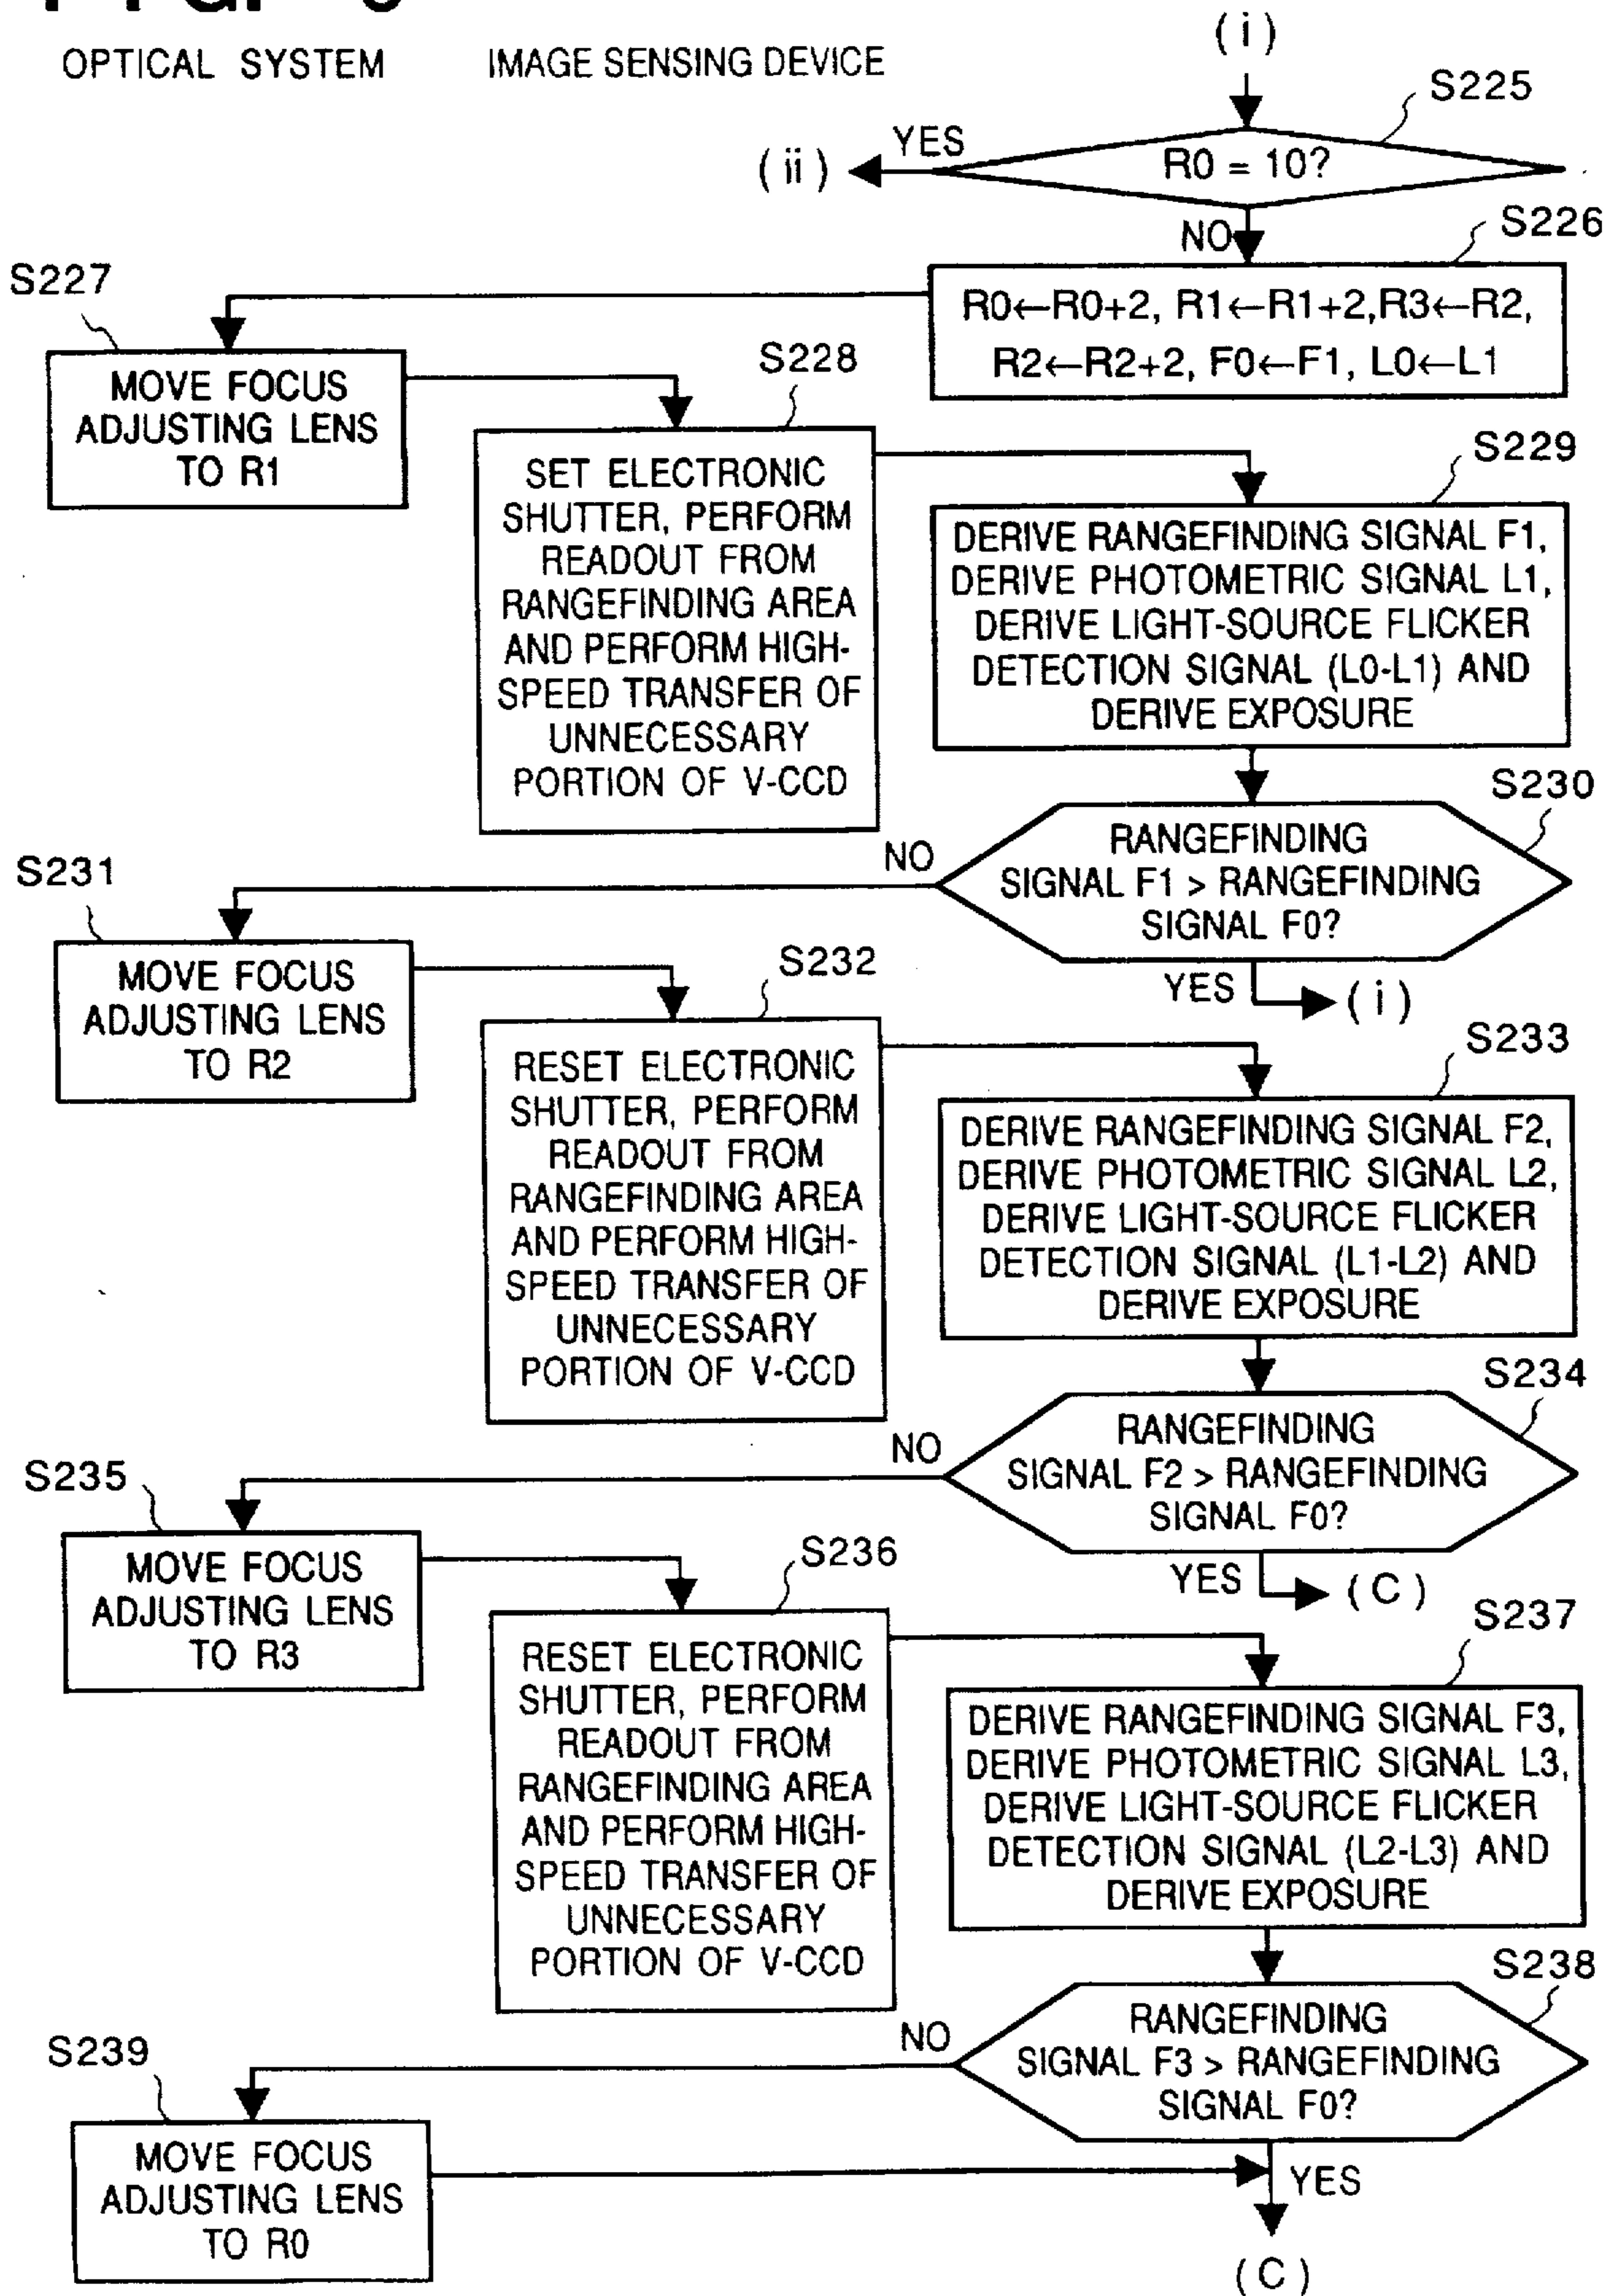 OPTICAL SYSTEM
IMAGE SENSING DEVICE
(i)
S225
R0 = 10?
YES
(ii)
NO
S226
R0←R0+2, R1←R1+2,R3←R2,
R2←R2+2, F0←F1, L0←L1
S227
MOVE FOCUS
ADJUSTING LENS
TO R1
S228
SET ELECTRONIC
SHUTTER, PERFORM
READOUT FROM
RANGEFINDING AREA
AND PERFORM HIGH-
SPEED TRANSFER OF
UNNECESSARY
PORTION OF V-CCD
S229
DERIVE RANGEFINDING SIGNAL F1,
DERIVE PHOTOMETRIC SIGNAL L1,
DERIVE LIGHT-SOURCE FLICKER
DETECTION SIGNAL (L0-L1) AND
DERIVE EXPOSURE
S230
RANGEFINDING
SIGNAL F1 > RANGEFINDING
SIGNAL F0?
NO
YES
(i)
S231
MOVE FOCUS
ADJUSTING LENS
TO R2
S232
RESET ELECTRONIC
SHUTTER, PERFORM
READOUT FROM
RANGEFINDING AREA
AND PERFORM HIGH-
SPEED TRANSFER OF
UNNECESSARY
PORTION OF V-CCD
S233
DERIVE RANGEFINDING SIGNAL F2,
DERIVE PHOTOMETRIC SIGNAL L2,
DERIVE LIGHT-SOURCE FLICKER
DETECTION SIGNAL (L1-L2) AND
DERIVE EXPOSURE
S234
RANGEFINDING
SIGNAL F2 > RANGEFINDING
SIGNAL F0?
NO
YES
(C)
S235
MOVE FOCUS
ADJUSTING LENS
TO R3
S236
RESET ELECTRONIC
SHUTTER, PERFORM
READOUT FROM
RANGEFINDING AREA
AND PERFORM HIGH-
SPEED TRANSFER OF
UNNECESSARY
PORTION OF V-CCD
S237
DERIVE RANGEFINDING SIGNAL F3,
DERIVE PHOTOMETRIC SIGNAL L3,
DERIVE LIGHT-SOURCE FLICKER
DETECTION SIGNAL (L2-L3) AND
DERIVE EXPOSURE
S238
RANGEFINDING
SIGNAL F3 > RANGEFINDING
SIGNAL F0?
NO
YES
S239
MOVE FOCUS
ADJUSTING LENS
TO R0
(C)